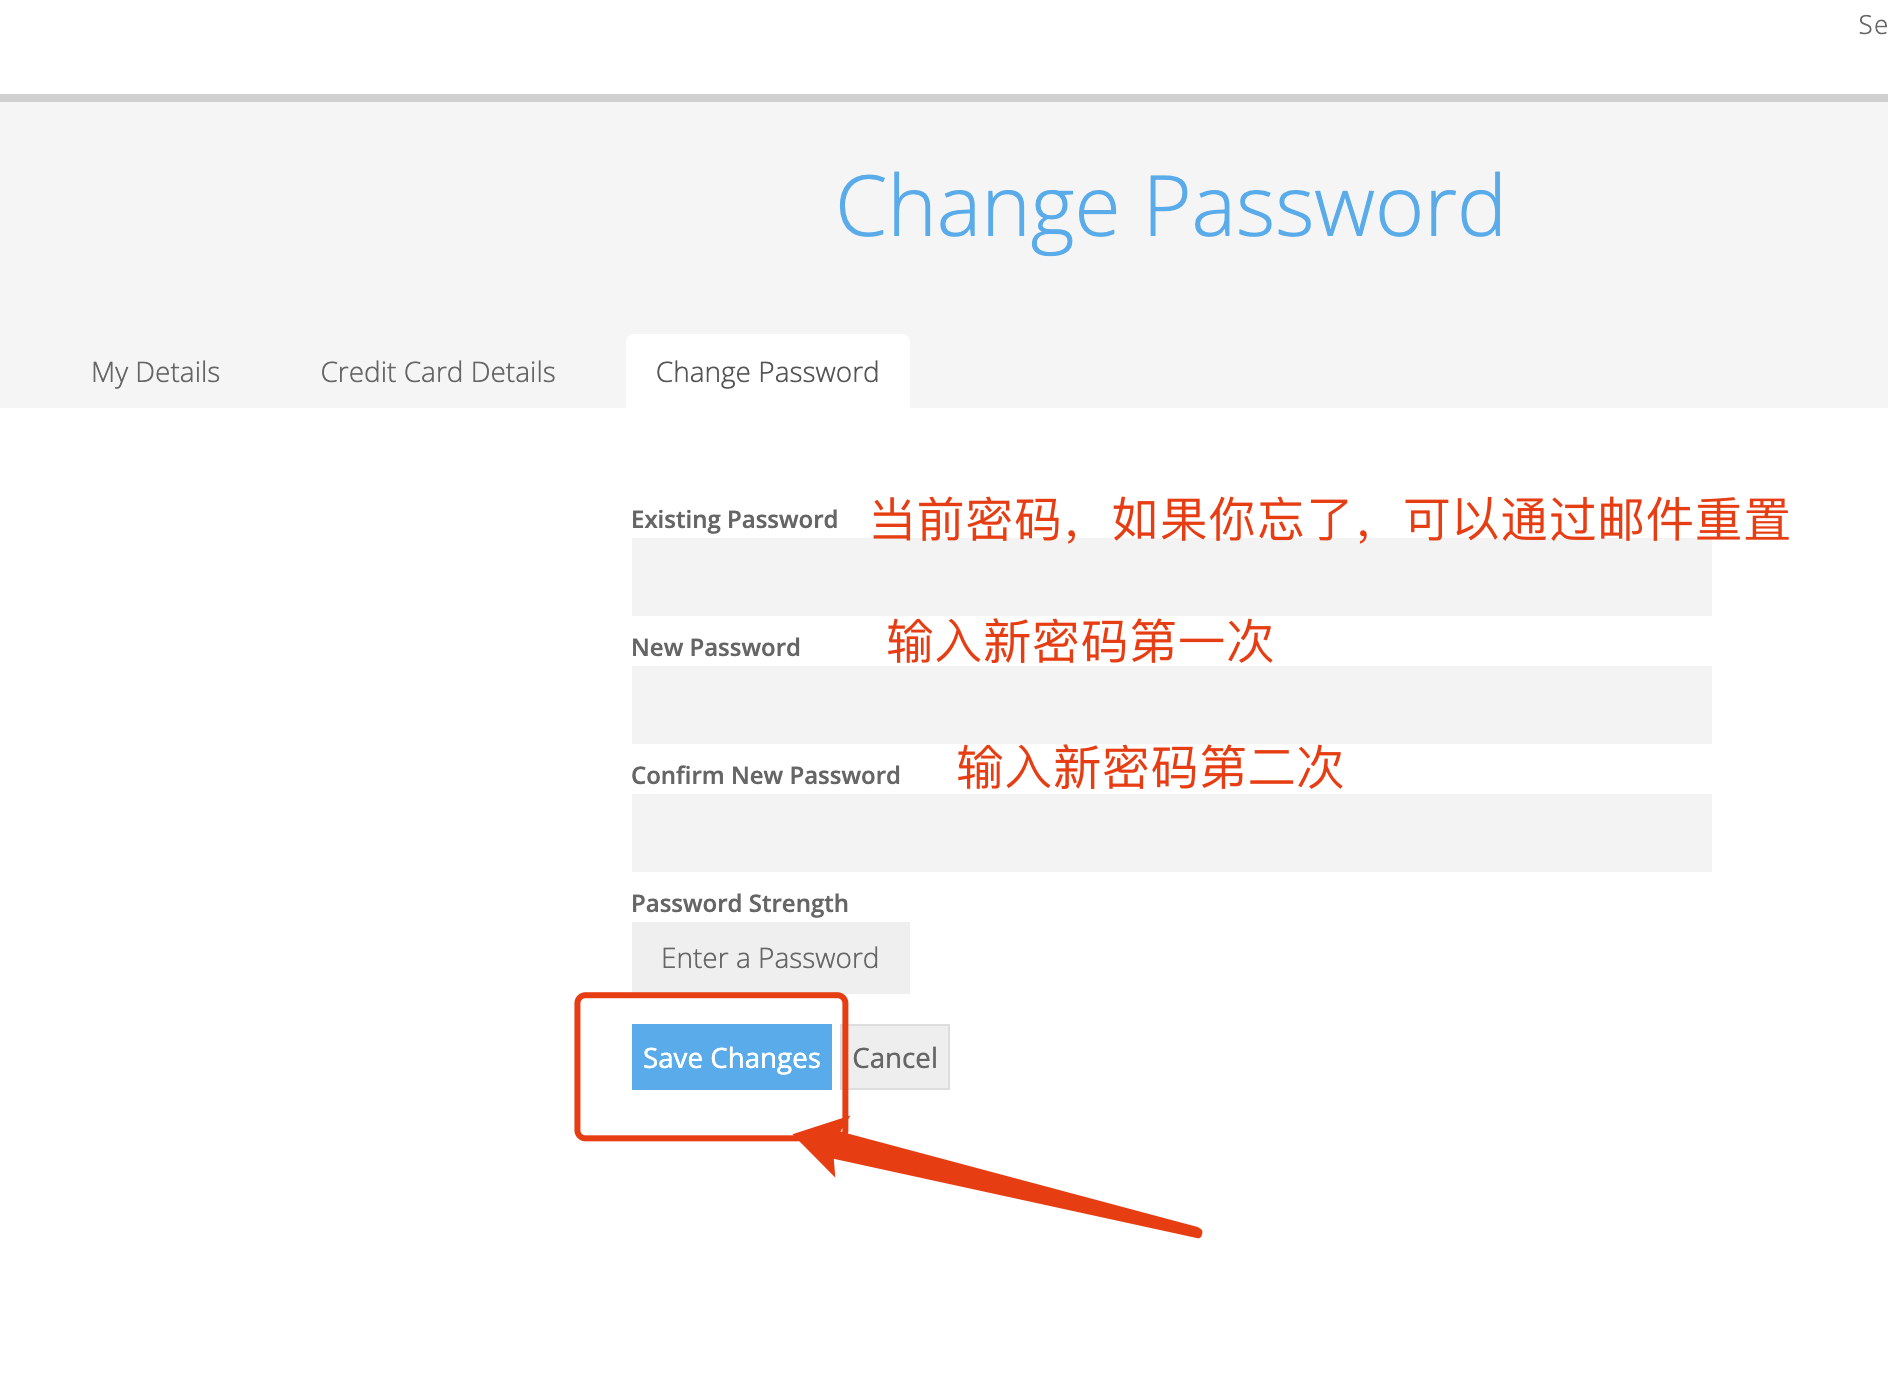 Se
Change Password
My Details
Credit Card Details
Change Password
Existing Password
当前密码，如果你忘了，可以通过邮件重置
New Password
输入新密码第一次
Confirm New Password
输入新密码第二次
Password Strength
Enter a Password
Save Changes
Cancel